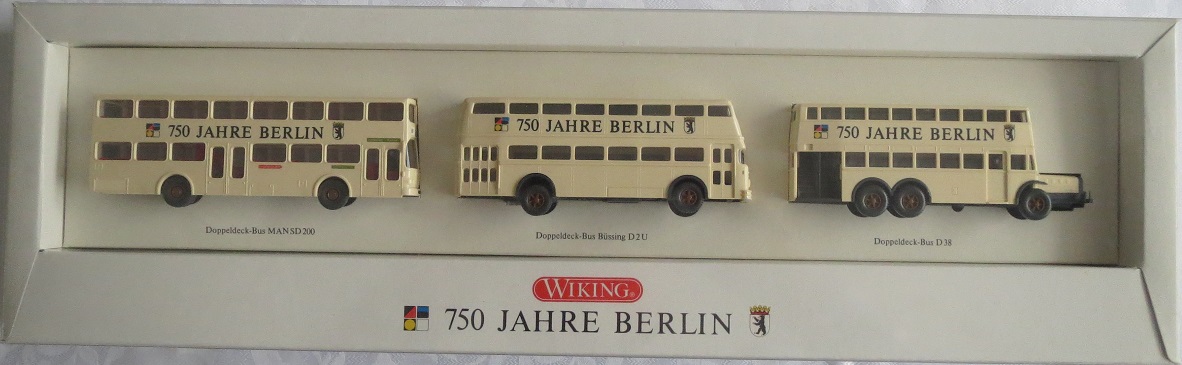 750 JAHRE BERLIN
750 JAHRE BERLIN
750 JAHRE BERLIN
Doppeldeck-Bus MAN SD 200
Doppeldeck-Bus Büssing D2U
Doppeldeck-Bus D 38
WIKING®
750 JAHRE BERLIN